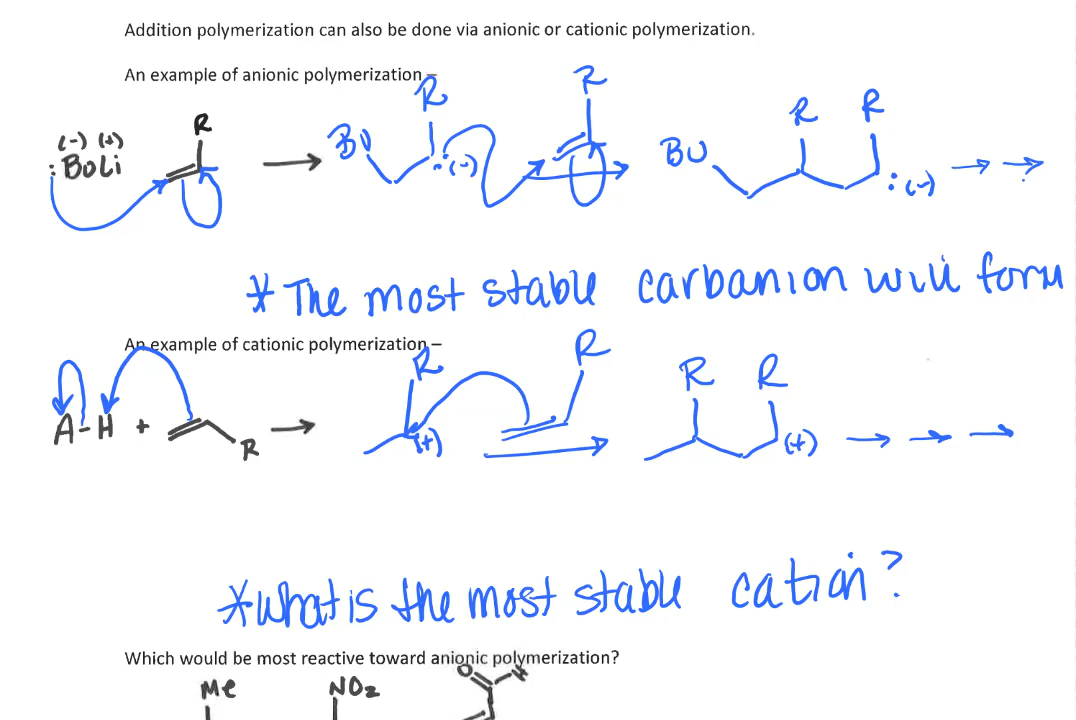 Addition polymerization can also be done via anionic or cationic polymerization.
An example of anionic polymerization –
R R R R R
(-) (+)
:BuLi Bu :(-) Bu :(-)
*The most stable carbanion will form
An example of cationic polymerization –
R R R R
A-H + R (+) (+)
*what is the most stable cation?
Which would be most reactive toward anionic polymerization?
O H
Me NO2